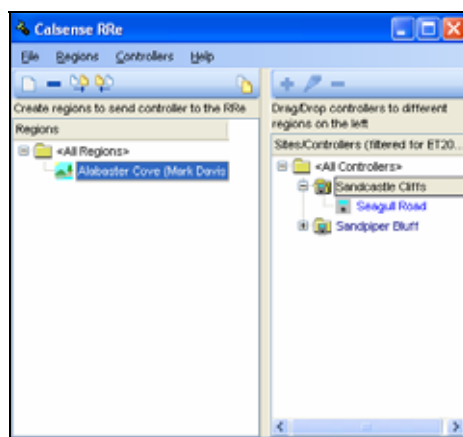 Calsense RRe
File Regions Controllers Help
Create regions to send controller to the RRe
Regions
<All Regions>
Alabaster Cove (Mark Davis
Drag/Drop controllers to different
regions on the left
Sites/Controllers (filtered for ET20...
<All Controllers>
Sandcastle Cliffs
Seagull Road
Sandpiper Bluff